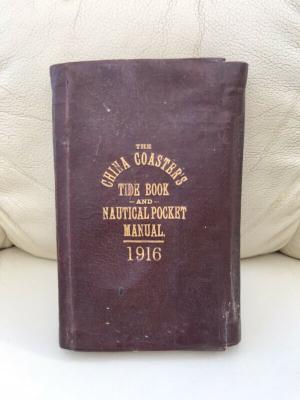 THE
CHINA COASTER'S
TIDE BOOK
AND
NAUTICAL POCKET
MANUAL.
1916